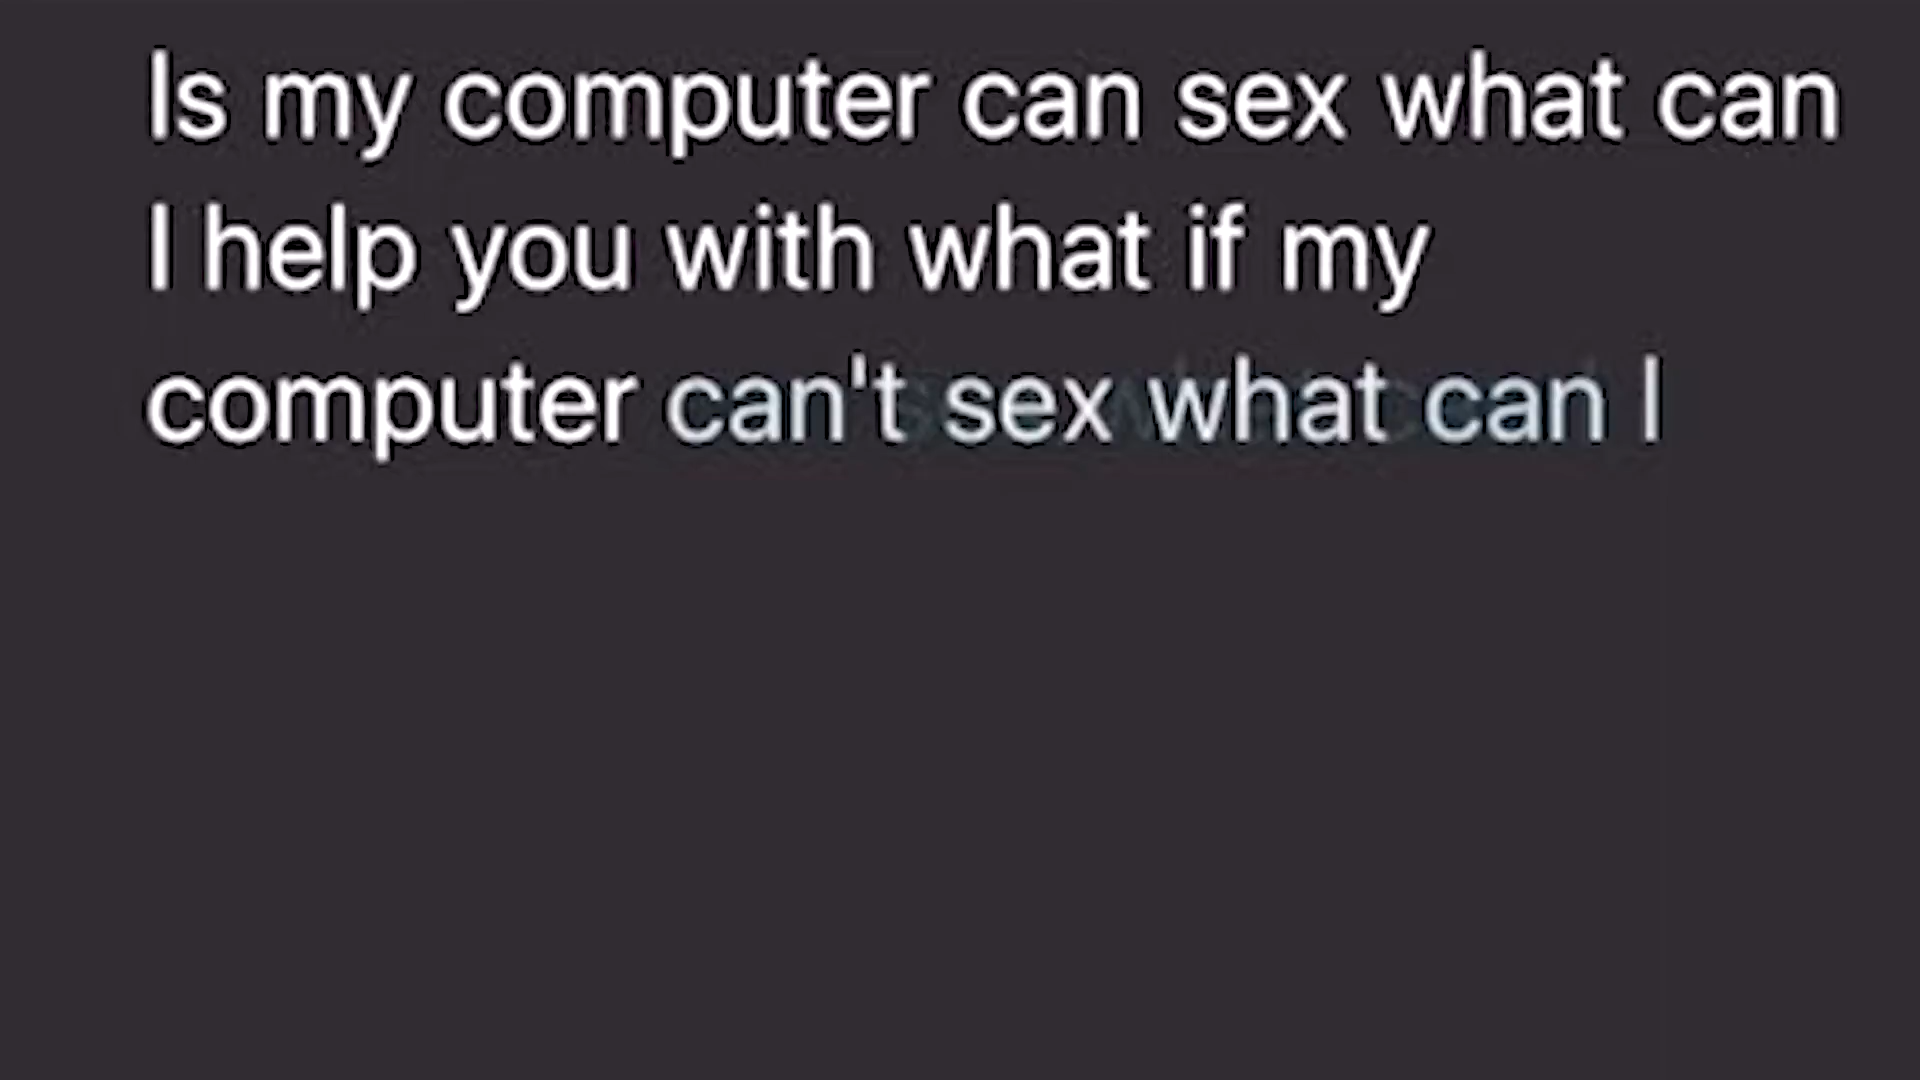 Is my computer can sex what can
I help you with what if my
computer can't sex what can I